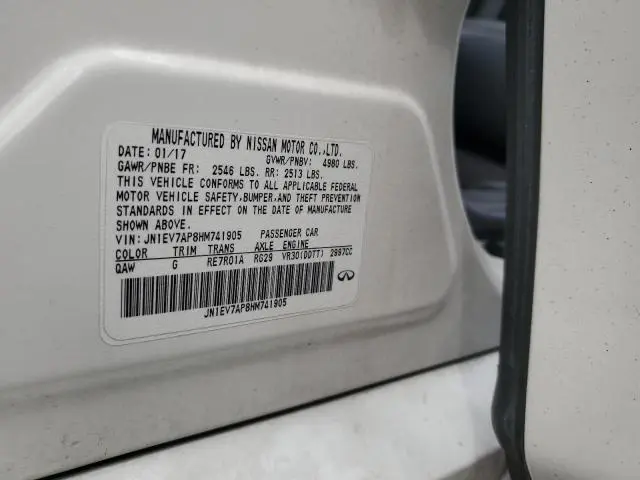 MANUFACTURED BY NISSAN MOTOR CO.,LTD.
DATE: 01/17 GVWR/PNBV: 4980 LBS.
GAWR/PNBE FR: 2546 LBS. RR: 2513 LBS.
THIS VEHICLE CONFORMS TO ALL APPLICABLE FEDERAL
MOTOR VEHICLE SAFETY,BUMPER,AND THEFT PREVENTION
STANDARDS IN EFFECT ON THE DATE OF MANUFACTURE
SHOWN ABOVE.
VIN: JN1EV7AP8HM741905 PASSENGER CAR
COLOR TRIM TRANS AXLE ENGINE
QAW G RE7R01A RG29 VR30(DDTT) 2997CC
JN1EV7AP8HM741905